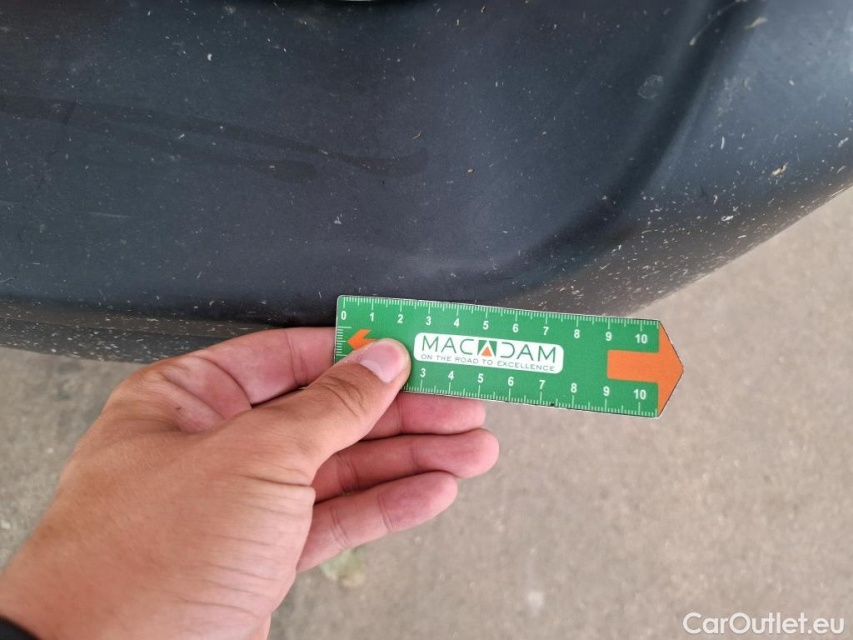 0 1 2 3 4 5 6 7 8 9 10
MACADAM
ON THE ROAD TO EXCELLENCE
3 4 5 6 7 8 9 10
CarOutlet.eu